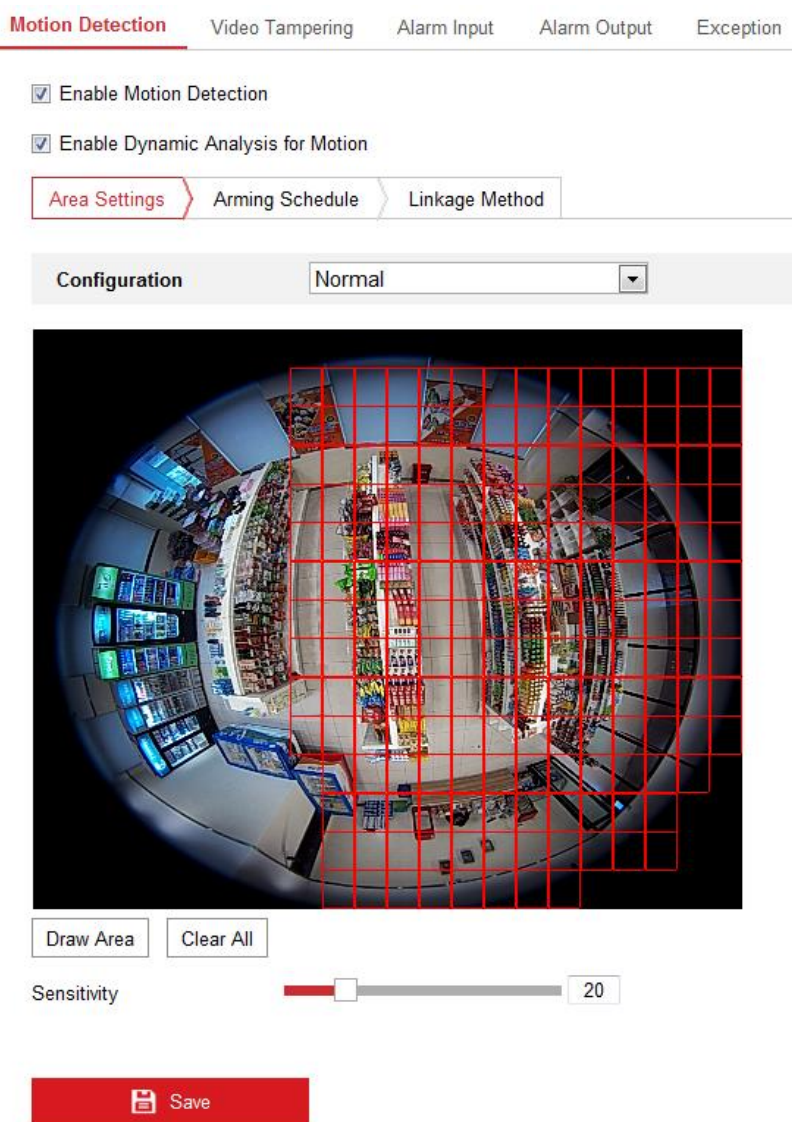 Motion Detection Video Tampering Alarm Input Alarm Output Exception
Enable Motion Detection
Enable Dynamic Analysis for Motion
Area Settings Arming Schedule Linkage Method
Configuration Normal
Draw Area Clear All
Sensitivity 20
Save